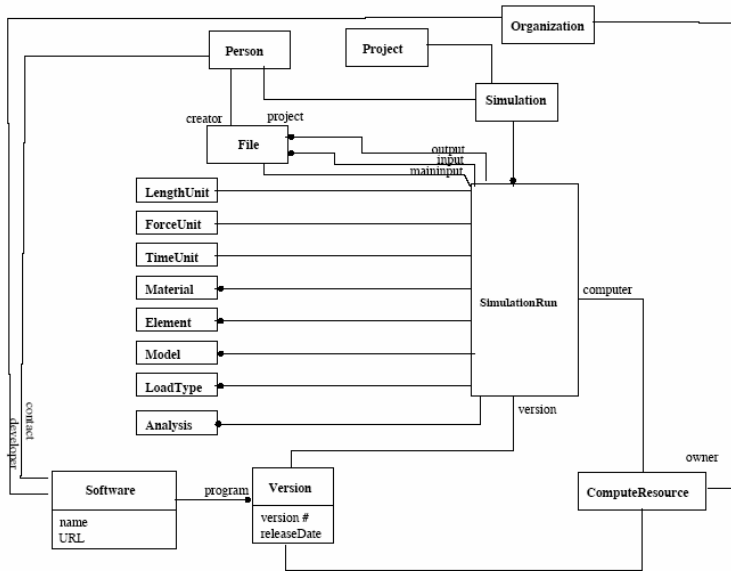 Organization
Person
Project
Simulation
creator
project
File
output
input
maininput
LengthUnit
ForceUnit
TimeUnit
Material
computer
SimulationRun
Element
Model
LoadType
version
Analysis
contact
developer
owner
Software
program
Version
ComputeResource
name
URL
version #
releaseDate